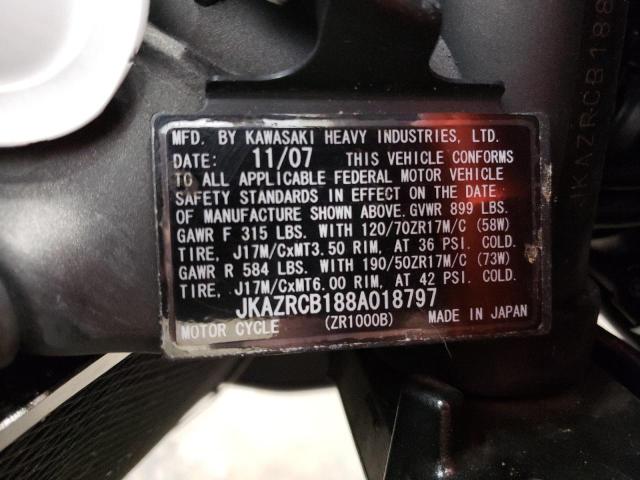 MFD. BY KAWASAKI HEAVY INDUSTRIES, LTD.
DATE: 11/07 THIS VEHICLE CONFORMS
TO ALL APPLICABLE FEDERAL MOTOR VEHICLE
SAFETY STANDARDS IN EFFECT ON THE DATE
OF MANUFACTURE SHOWN ABOVE. GVWR 899 LBS.
GAWR F 315 LBS. WITH 120/70ZR17M/C (58W)
TIRE, J17M/CxMT3.50 RIM, AT 36 PSI. COLD.
GAWR R 584 LBS. WITH 190/50ZR17M/C (73W)
TIRE, J17M/CxMT6.00 RIM, AT 42 PSI. COLD.
JKAZRCB188A018797
MOTOR CYCLE (ZR1000B) MADE IN JAPAN
JKAZRCB188